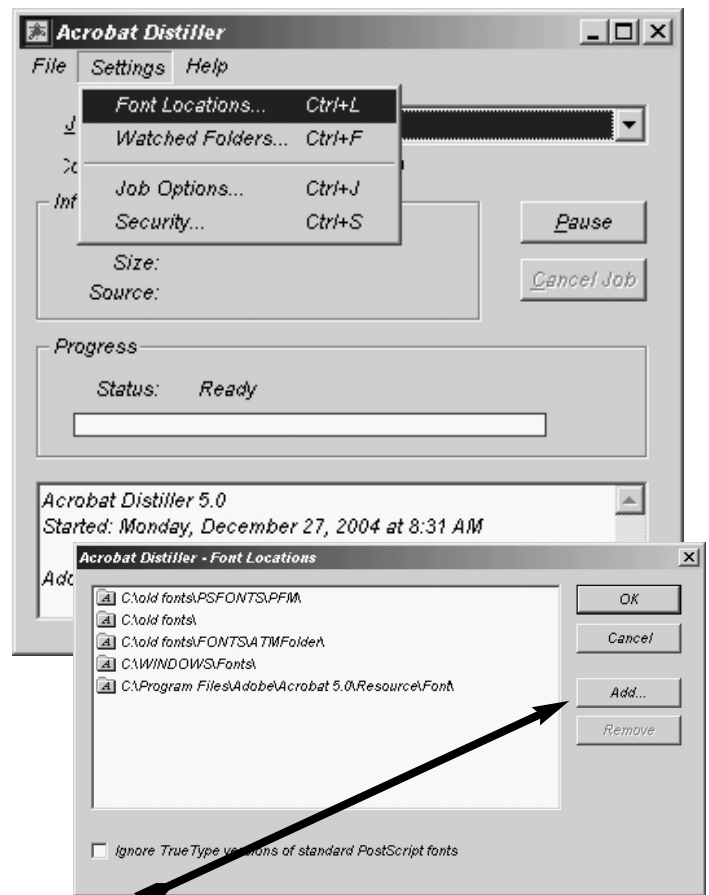 Acrobat Distiller
File Settings Help
Font Locations... Ctrl+L
Watched Folders... Ctrl+F
Job Options... Ctrl+J
Security... Ctrl+S
J
Inf
Pause
Size:
Cancel Job
Source:
Progress
Status: Ready
Acrobat Distiller 5.0
Started: Monday, December 27, 2004 at 8:31 AM
Add
Acrobat Distiller - Font Locations
C:\old fonts\PSFONTS\PFM\
C:\old fonts\
C:\old fonts\FONTS\ATMFolder\
C:\WINDOWS\Fonts\
C:\Program Files\Adobe\Acrobat 5.0\Resource\Font\
OK
Cancel
Add...
Remove
Ignore TrueType versions of standard PostScript fonts